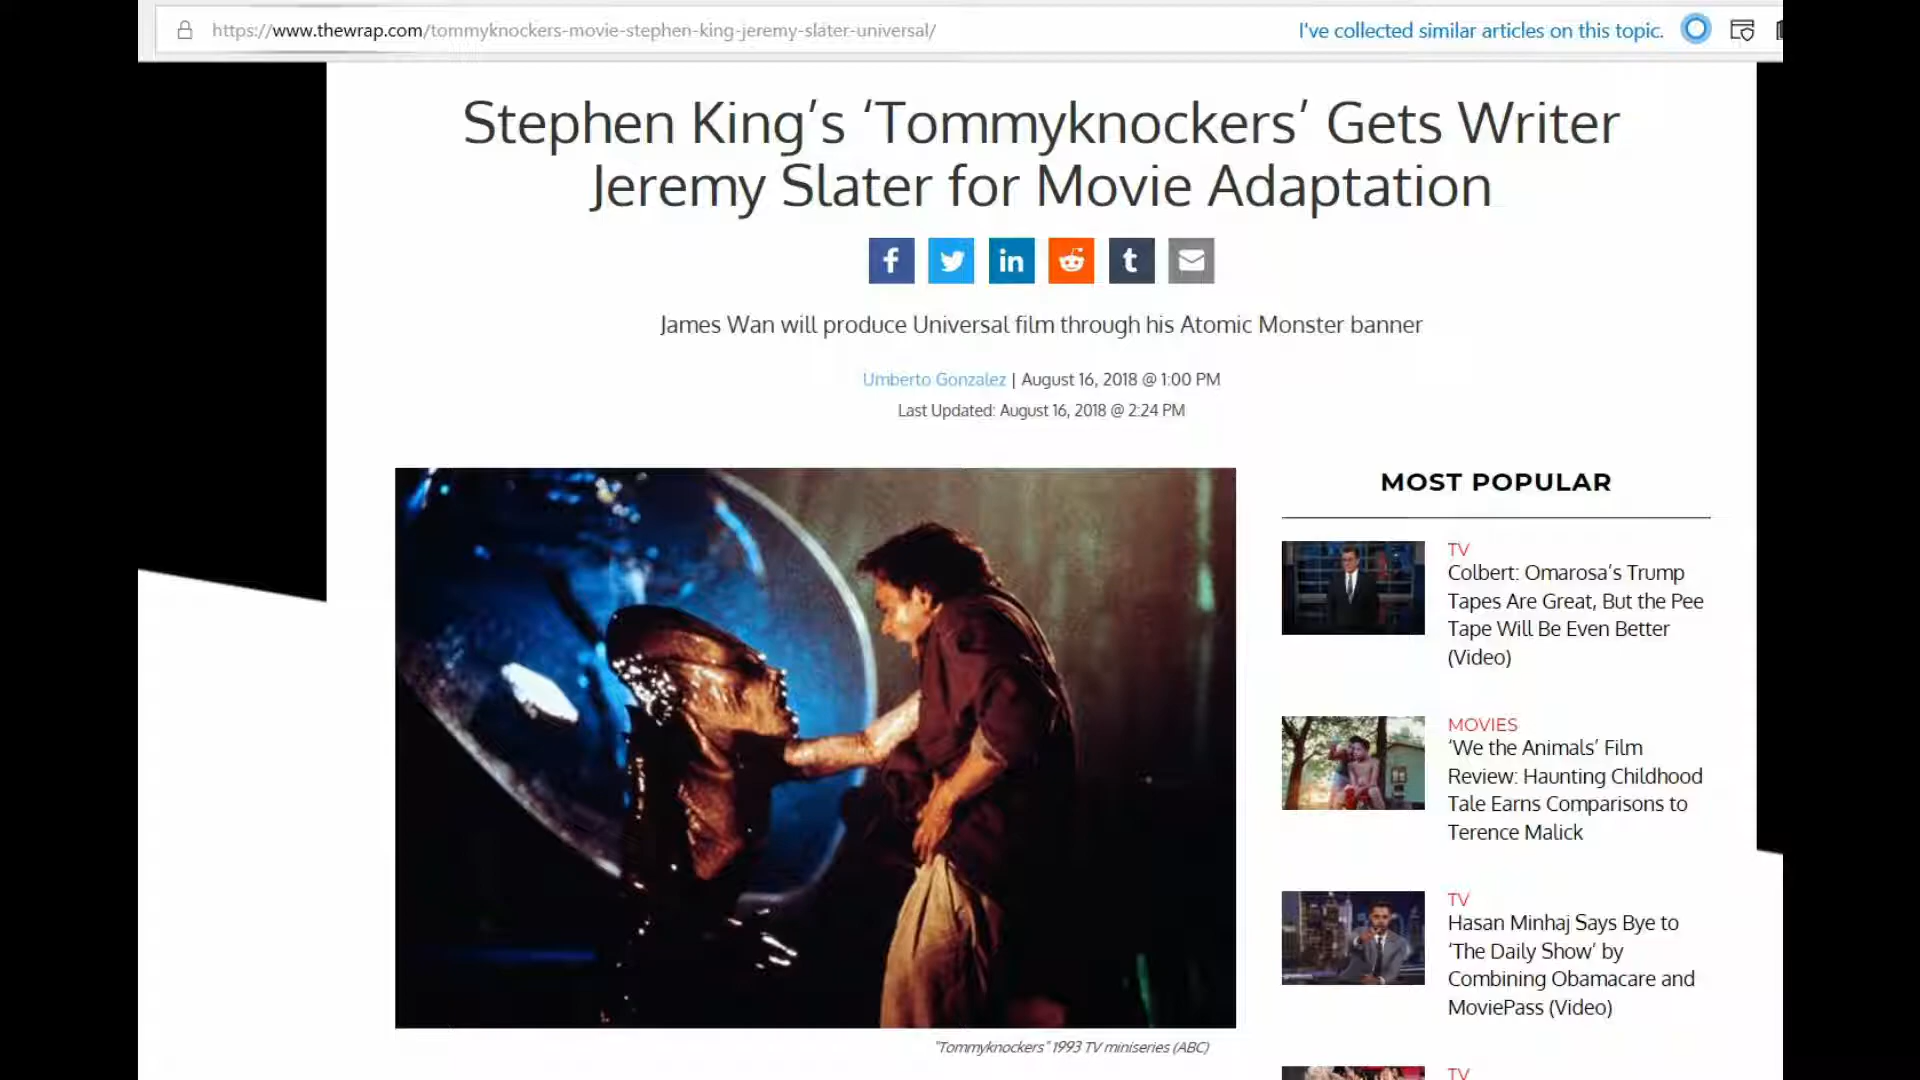 https://www.thewrap.com/tommyknockers-movie-stephen-king-jeremy-slater-universal/
I've collected similar articles on this topic.
Stephen King’s ‘Tommyknockers’ Gets Writer
Jeremy Slater for Movie Adaptation
James Wan will produce Universal film through his Atomic Monster banner
Umberto Gonzalez | August 16, 2018 @ 1:00 PM
Last Updated: August 16, 2018 @ 2:24 PM
"Tommyknockers" 1993 TV miniseries (ABC)
MOST POPULAR
TV
Colbert: Omarosa’s Trump
Tapes Are Great, But the Pee
Tape Will Be Even Better
(Video)
MOVIES
‘We the Animals’ Film
Review: Haunting Childhood
Tale Earns Comparisons to
Terence Malick
TV
Hasan Minhaj Says Bye to
‘The Daily Show’ by
Combining Obamacare and
MoviePass (Video)
TV